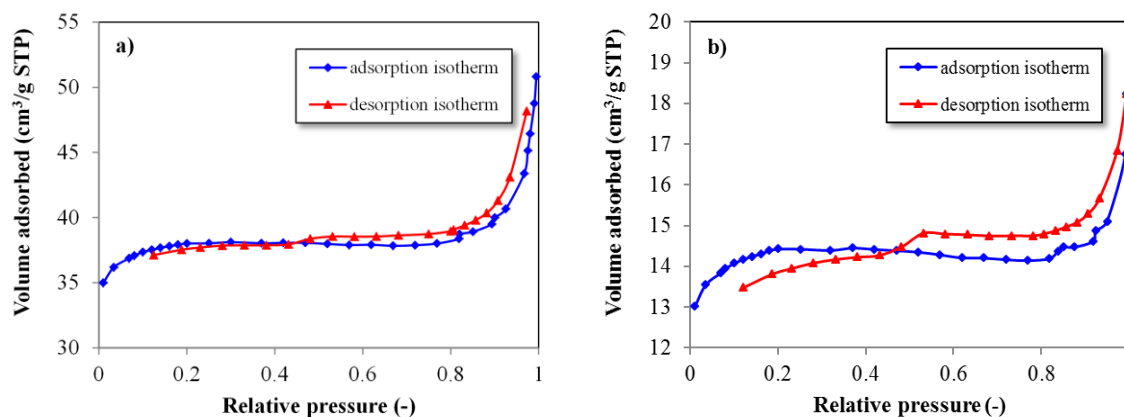 a)
adsorption isotherm
desorption isotherm
Volume adsorbed (cm³/g STP)
55
50
45
40
35
30
0
0.2
0.4
0.6
0.8
1
Relative pressure (-)
b)
adsorption isotherm
desorption isotherm
Volume adsorbed (cm³/g STP)
20
19
18
17
16
15
14
13
12
0
0.2
0.4
0.6
0.8
Relative pressure (-)